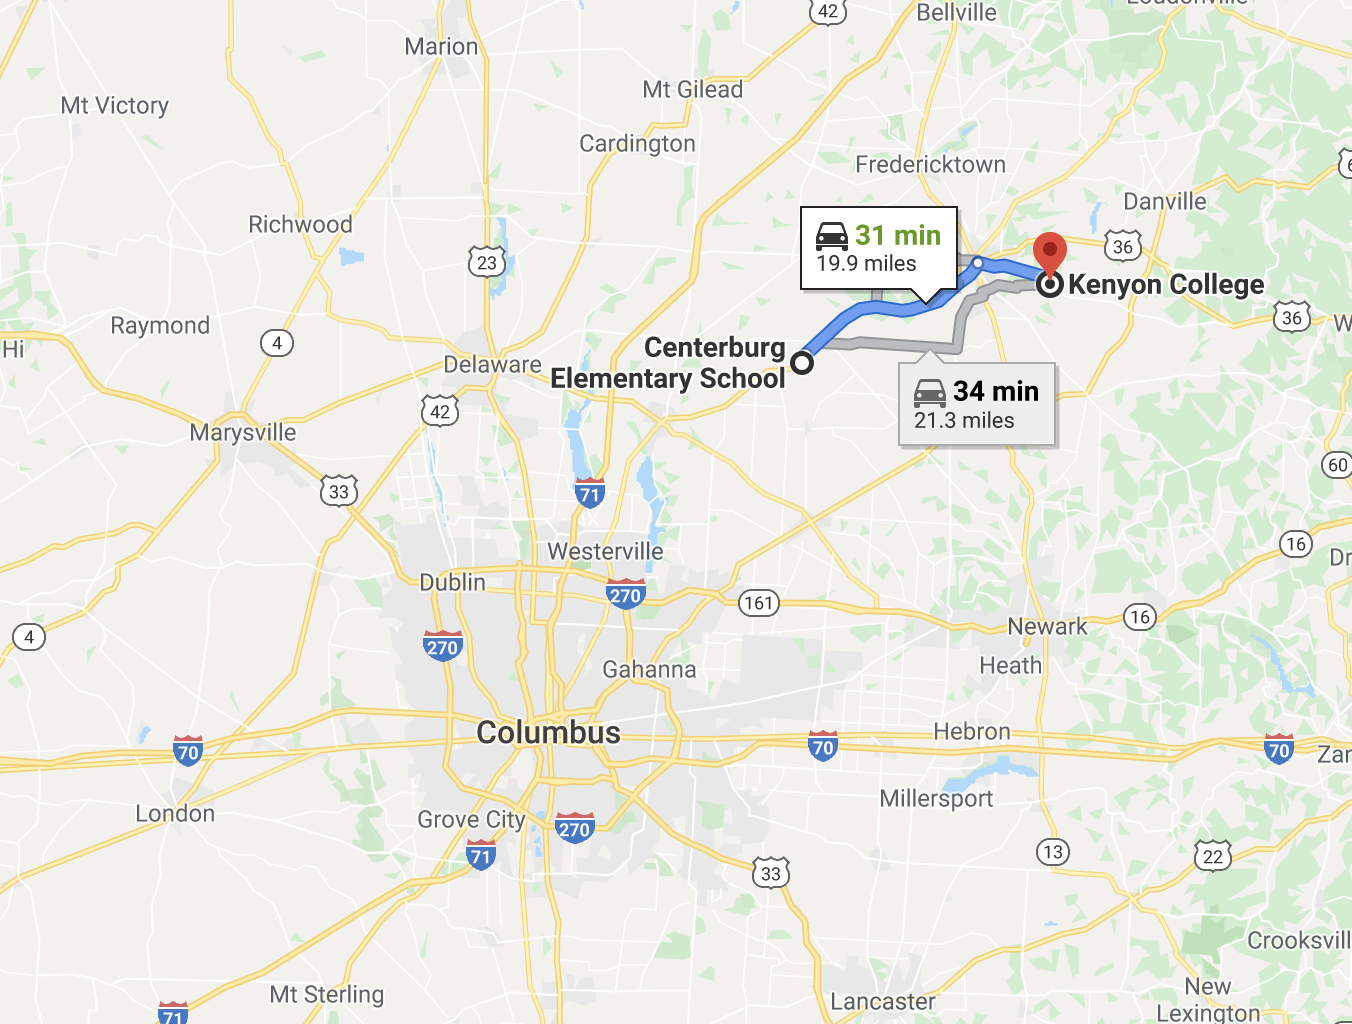 42
Bellville
Marion
Mt Gilead
Mt Victory
Cardington
Fredericktown
Danville
Richwood
23
31 min
19.9 miles
36
Kenyon College
Raymond
4
Hi
36
Centerburg
Elementary School
Delaware
34 min
21.3 miles
42
Marysville
33
71
60
Westerville
16
Dublin
270
161
4
270
Newark
16
Gahanna
Heath
Columbus
70
70
Hebron
70
Zan
London
Grove City
270
Millersport
71
33
13
22
Crooksvill
Mt Sterling
71
Lancaster
New
Lexington